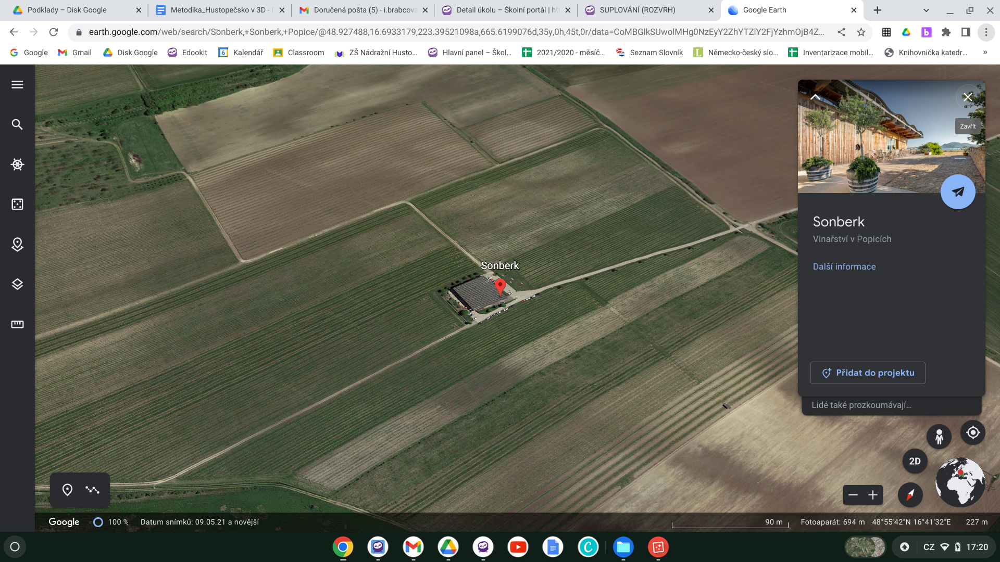 Podklady – Disk Google
Metodika_Hustopečsko v 3D -
Doručená pošta (5) - i.brabcova
Detail úkolu – Školní portál |
SUPLOVÁNÍ (ROZVRH)
Google Earth
earth.google.com/web/search/Sonberk,+Sonberk,+Popice/@48.927488,16.6933179,223.39521098a,665.6199076d,35y,0h,45t,0r/data=CoMBGlkSUwolMHg0NzEyY2ZhYTZlY2FjYzhmOjB4Z...
Google
Gmail
Disk Google
Edookit
6 Kalendář
Classroom
ZŠ Nádražní Husto...
Hlavní panel – Škol...
2021/2020 - měsíč...
Seznam Slovník
L Německo-český slo...
Inventarizace mobil...
Knihovnička katedr...
»
Zavřít
Sonberk
Sonberk
Vinařství v Popicích
Další informace
Přidat do projektu
Lidé také prozkoumávají...
2D
Google
100 %
Datum snímků: 09.05.21 a novější
90 m
Fotoaparát: 694 m
48°55'42"N 16°41'32"E
227 m
CZ
17:20